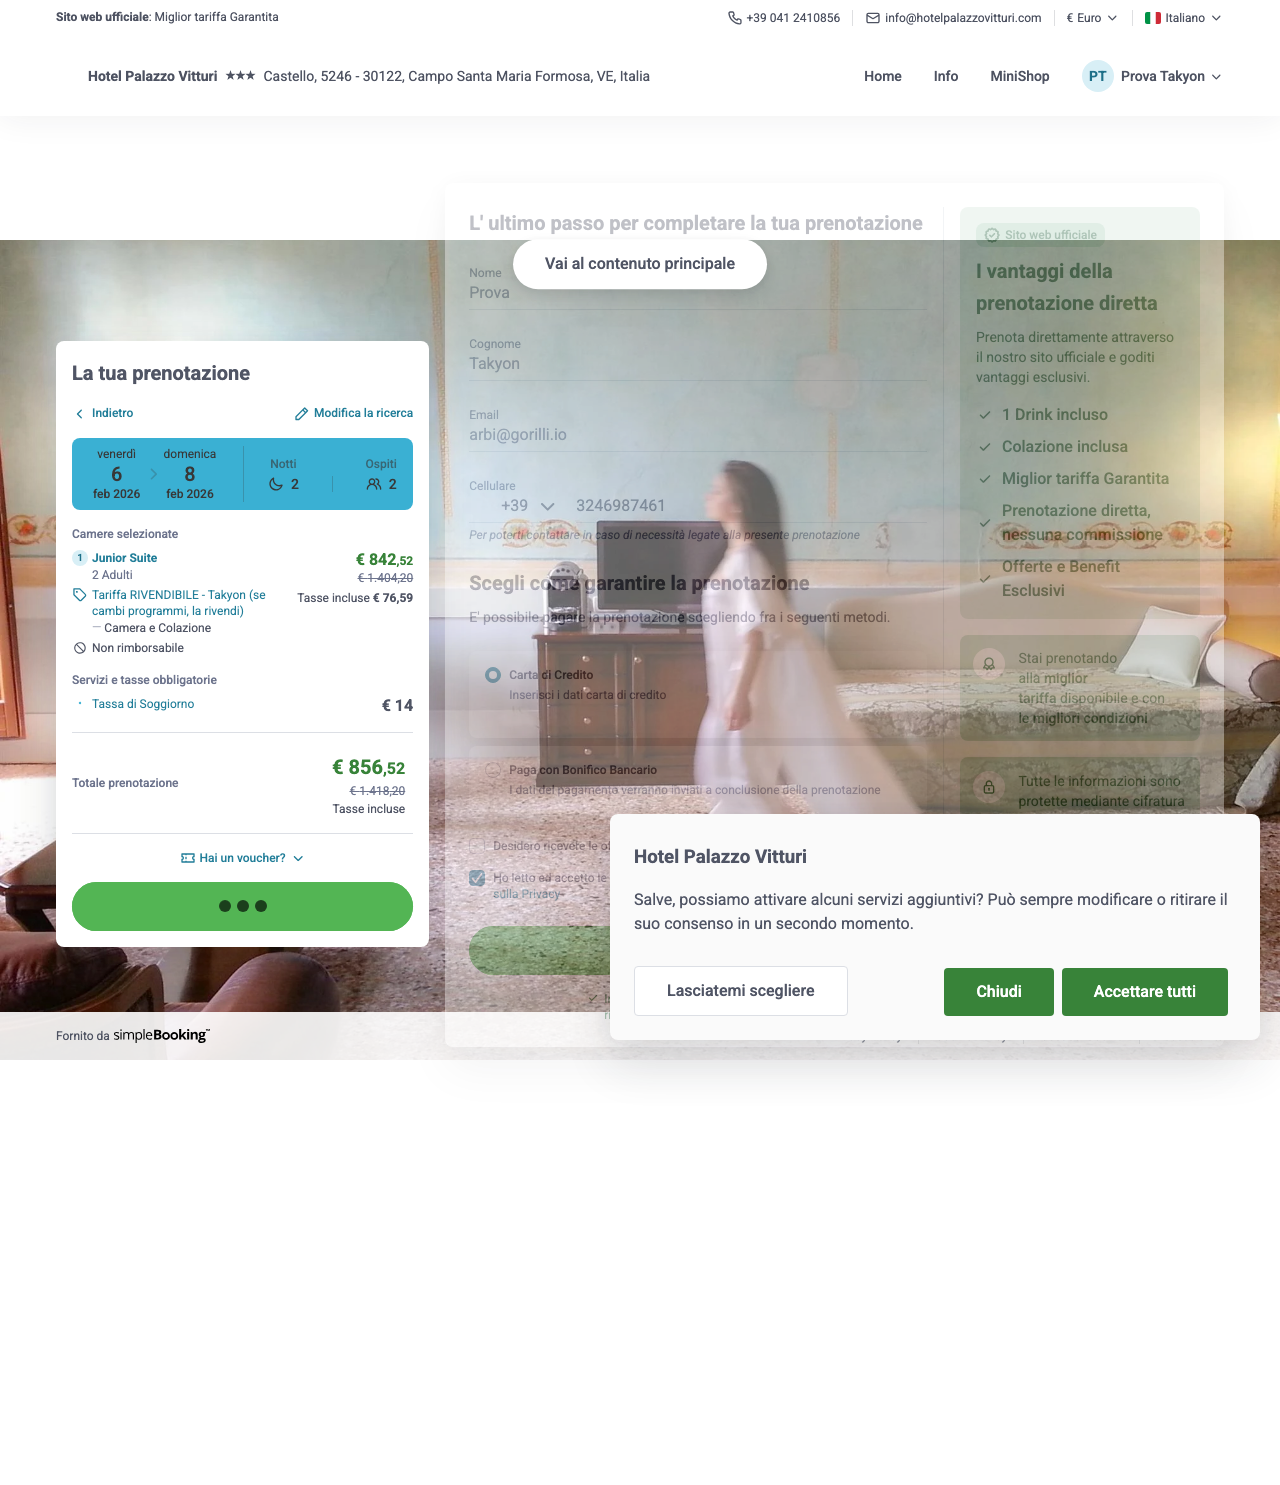 Sito web ufficiale: Miglior tariffa Garantita
+39 041 2410856
info@hotelpalazzovitturi.com
€ Euro
Italiano
Hotel Palazzo Vitturi ★★★ Castello, 5246 - 30122, Campo Santa Maria Formosa, VE, Italia
Home
Info
MiniShop
PT
Prova Takyon
La tua prenotazione
Indietro
Modifica la ricerca
venerdì
6
feb 2026
domenica
8
feb 2026
Notti
2
Ospiti
2
Camere selezionate
1 Junior Suite
€ 842,52
2 Adulti
€ 1.404,20
Tariffa RIVENDIBILE - Takyon (se
cambi programmi, la rivendi)
Tasse incluse € 76,59
Camera e Colazione
Non rimborsabile
Servizi e tasse obbligatorie
Tassa di Soggiorno
€ 14
Totale prenotazione
€ 856,52
€ 1.418,20
Tasse incluse
Hai un voucher?
L' ultimo passo per completare la tua prenotazione
Vai al contenuto principale
Nome
Prova
Cognome
Takyon
Email
arbi@gorilli.io
Cellulare
+39
3246987461
Per poterti contattare in caso di necessità legate alla presente prenotazione
Scegli come garantire la prenotazione
E' possibile pagare la prenotazione scegliendo fra i seguenti metodi.
Carta di Credito
Inserisci i dati carta di credito
Paga con Bonifico Bancario
I dati del pagamento verranno inviati a conclusione della prenotazione
Desidero ricevere le
Ho letto ed accetto le
sulla Privacy
Sito web ufficiale
I vantaggi della
prenotazione diretta
Prenota direttamente attraverso
il nostro sito ufficiale e goditi
vantaggi esclusivi.
1 Drink incluso
Colazione inclusa
Miglior tariffa Garantita
Prenotazione diretta,
nessuna commissione
Offerte e Benefit
Esclusivi
Stai prenotando
alla miglior
tariffa disponibile e con
le migliori condizioni
Tutte le informazioni sono
protette mediante cifratura
Hotel Palazzo Vitturi
Salve, possiamo attivare alcuni servizi aggiuntivi? Può sempre modificare o ritirare il
suo consenso in un secondo momento.
Lasciatemi scegliere
Chiudi
Accettare tutti
Fornito da simpleBooking™